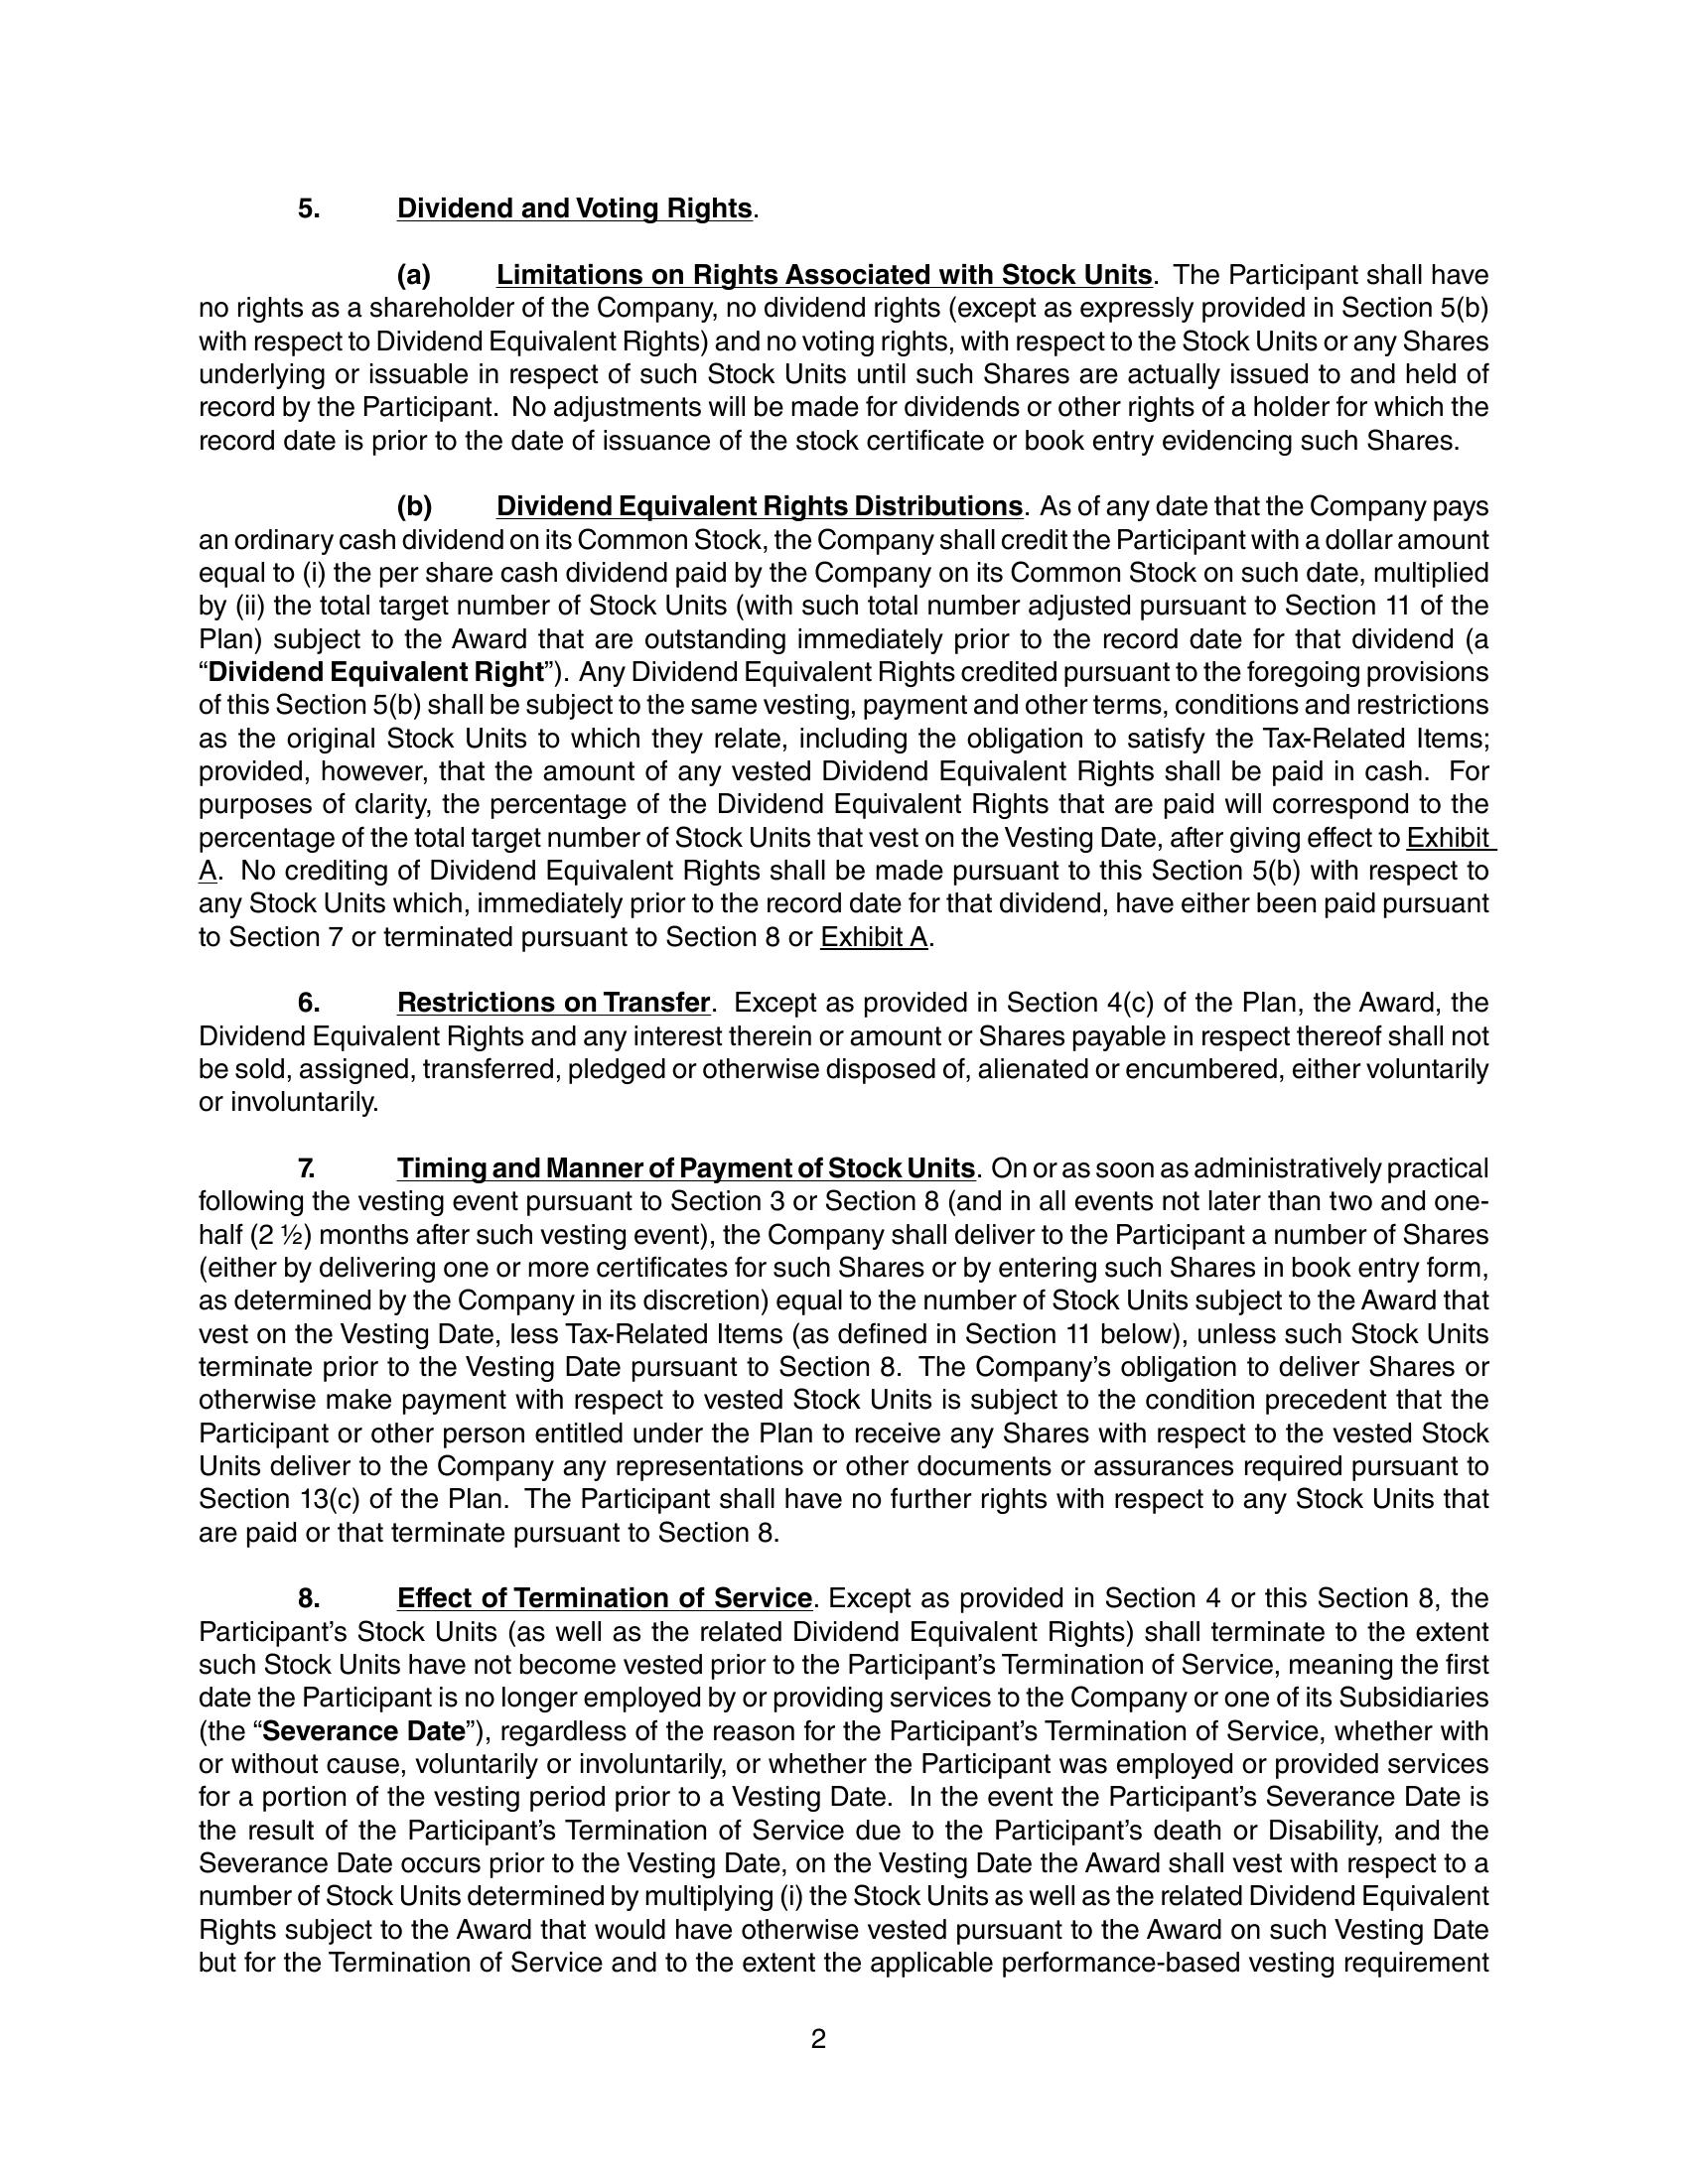 5. Dividend and Voting Rights.
(a) Limitations on Rights Associated with Stock Units. The Participant shall have
no rights as a shareholder of the Company, no dividend rights (except as expressly provided in Section 5(b)
with respect to Dividend Equivalent Rights) and no voting rights, with respect to the Stock Units or any Shares
underlying or issuable in respect of such Stock Units until such Shares are actually issued to and held of
record by the Participant. No adjustments will be made for dividends or other rights of a holder for which the
record date is prior to the date of issuance of the stock certificate or book entry evidencing such Shares.
(b) Dividend Equivalent Rights Distributions. As of any date that the Company pays
an ordinary cash dividend on its Common Stock, the Company shall credit the Participant with a dollar amount
equal to (i) the per share cash dividend paid by the Company on its Common Stock on such date, multiplied
by (ii) the total target number of Stock Units (with such total number adjusted pursuant to Section 11 of the
Plan) subject to the Award that are outstanding immediately prior to the record date for that dividend (a
“Dividend Equivalent Right”). Any Dividend Equivalent Rights credited pursuant to the foregoing provisions
of this Section 5(b) shall be subject to the same vesting, payment and other terms, conditions and restrictions
as the original Stock Units to which they relate, including the obligation to satisfy the Tax-Related Items;
provided, however, that the amount of any vested Dividend Equivalent Rights shall be paid in cash. For
purposes of clarity, the percentage of the Dividend Equivalent Rights that are paid will correspond to the
percentage of the total target number of Stock Units that vest on the Vesting Date, after giving effect to Exhibit
A. No crediting of Dividend Equivalent Rights shall be made pursuant to this Section 5(b) with respect to
any Stock Units which, immediately prior to the record date for that dividend, have either been paid pursuant
to Section 7 or terminated pursuant to Section 8 or Exhibit A.
6. Restrictions on Transfer. Except as provided in Section 4(c) of the Plan, the Award, the
Dividend Equivalent Rights and any interest therein or amount or Shares payable in respect thereof shall not
be sold, assigned, transferred, pledged or otherwise disposed of, alienated or encumbered, either voluntarily
or involuntarily.
7. Timing and Manner of Payment of Stock Units. On or as soon as administratively practical
following the vesting event pursuant to Section 3 or Section 8 (and in all events not later than two and one-
half (2 ½) months after such vesting event), the Company shall deliver to the Participant a number of Shares
(either by delivering one or more certificates for such Shares or by entering such Shares in book entry form,
as determined by the Company in its discretion) equal to the number of Stock Units subject to the Award that
vest on the Vesting Date, less Tax-Related Items (as defined in Section 11 below), unless such Stock Units
terminate prior to the Vesting Date pursuant to Section 8. The Company’s obligation to deliver Shares or
otherwise make payment with respect to vested Stock Units is subject to the condition precedent that the
Participant or other person entitled under the Plan to receive any Shares with respect to the vested Stock
Units deliver to the Company any representations or other documents or assurances required pursuant to
Section 13(c) of the Plan. The Participant shall have no further rights with respect to any Stock Units that
are paid or that terminate pursuant to Section 8.
8. Effect of Termination of Service. Except as provided in Section 4 or this Section 8, the
Participant’s Stock Units (as well as the related Dividend Equivalent Rights) shall terminate to the extent
such Stock Units have not become vested prior to the Participant’s Termination of Service, meaning the first
date the Participant is no longer employed by or providing services to the Company or one of its Subsidiaries
(the “Severance Date”), regardless of the reason for the Participant’s Termination of Service, whether with
or without cause, voluntarily or involuntarily, or whether the Participant was employed or provided services
for a portion of the vesting period prior to a Vesting Date. In the event the Participant’s Severance Date is
the result of the Participant’s Termination of Service due to the Participant’s death or Disability, and the
Severance Date occurs prior to the Vesting Date, on the Vesting Date the Award shall vest with respect to a
number of Stock Units determined by multiplying (i) the Stock Units as well as the related Dividend Equivalent
Rights subject to the Award that would have otherwise vested pursuant to the Award on such Vesting Date
but for the Termination of Service and to the extent the applicable performance-based vesting requirement
2